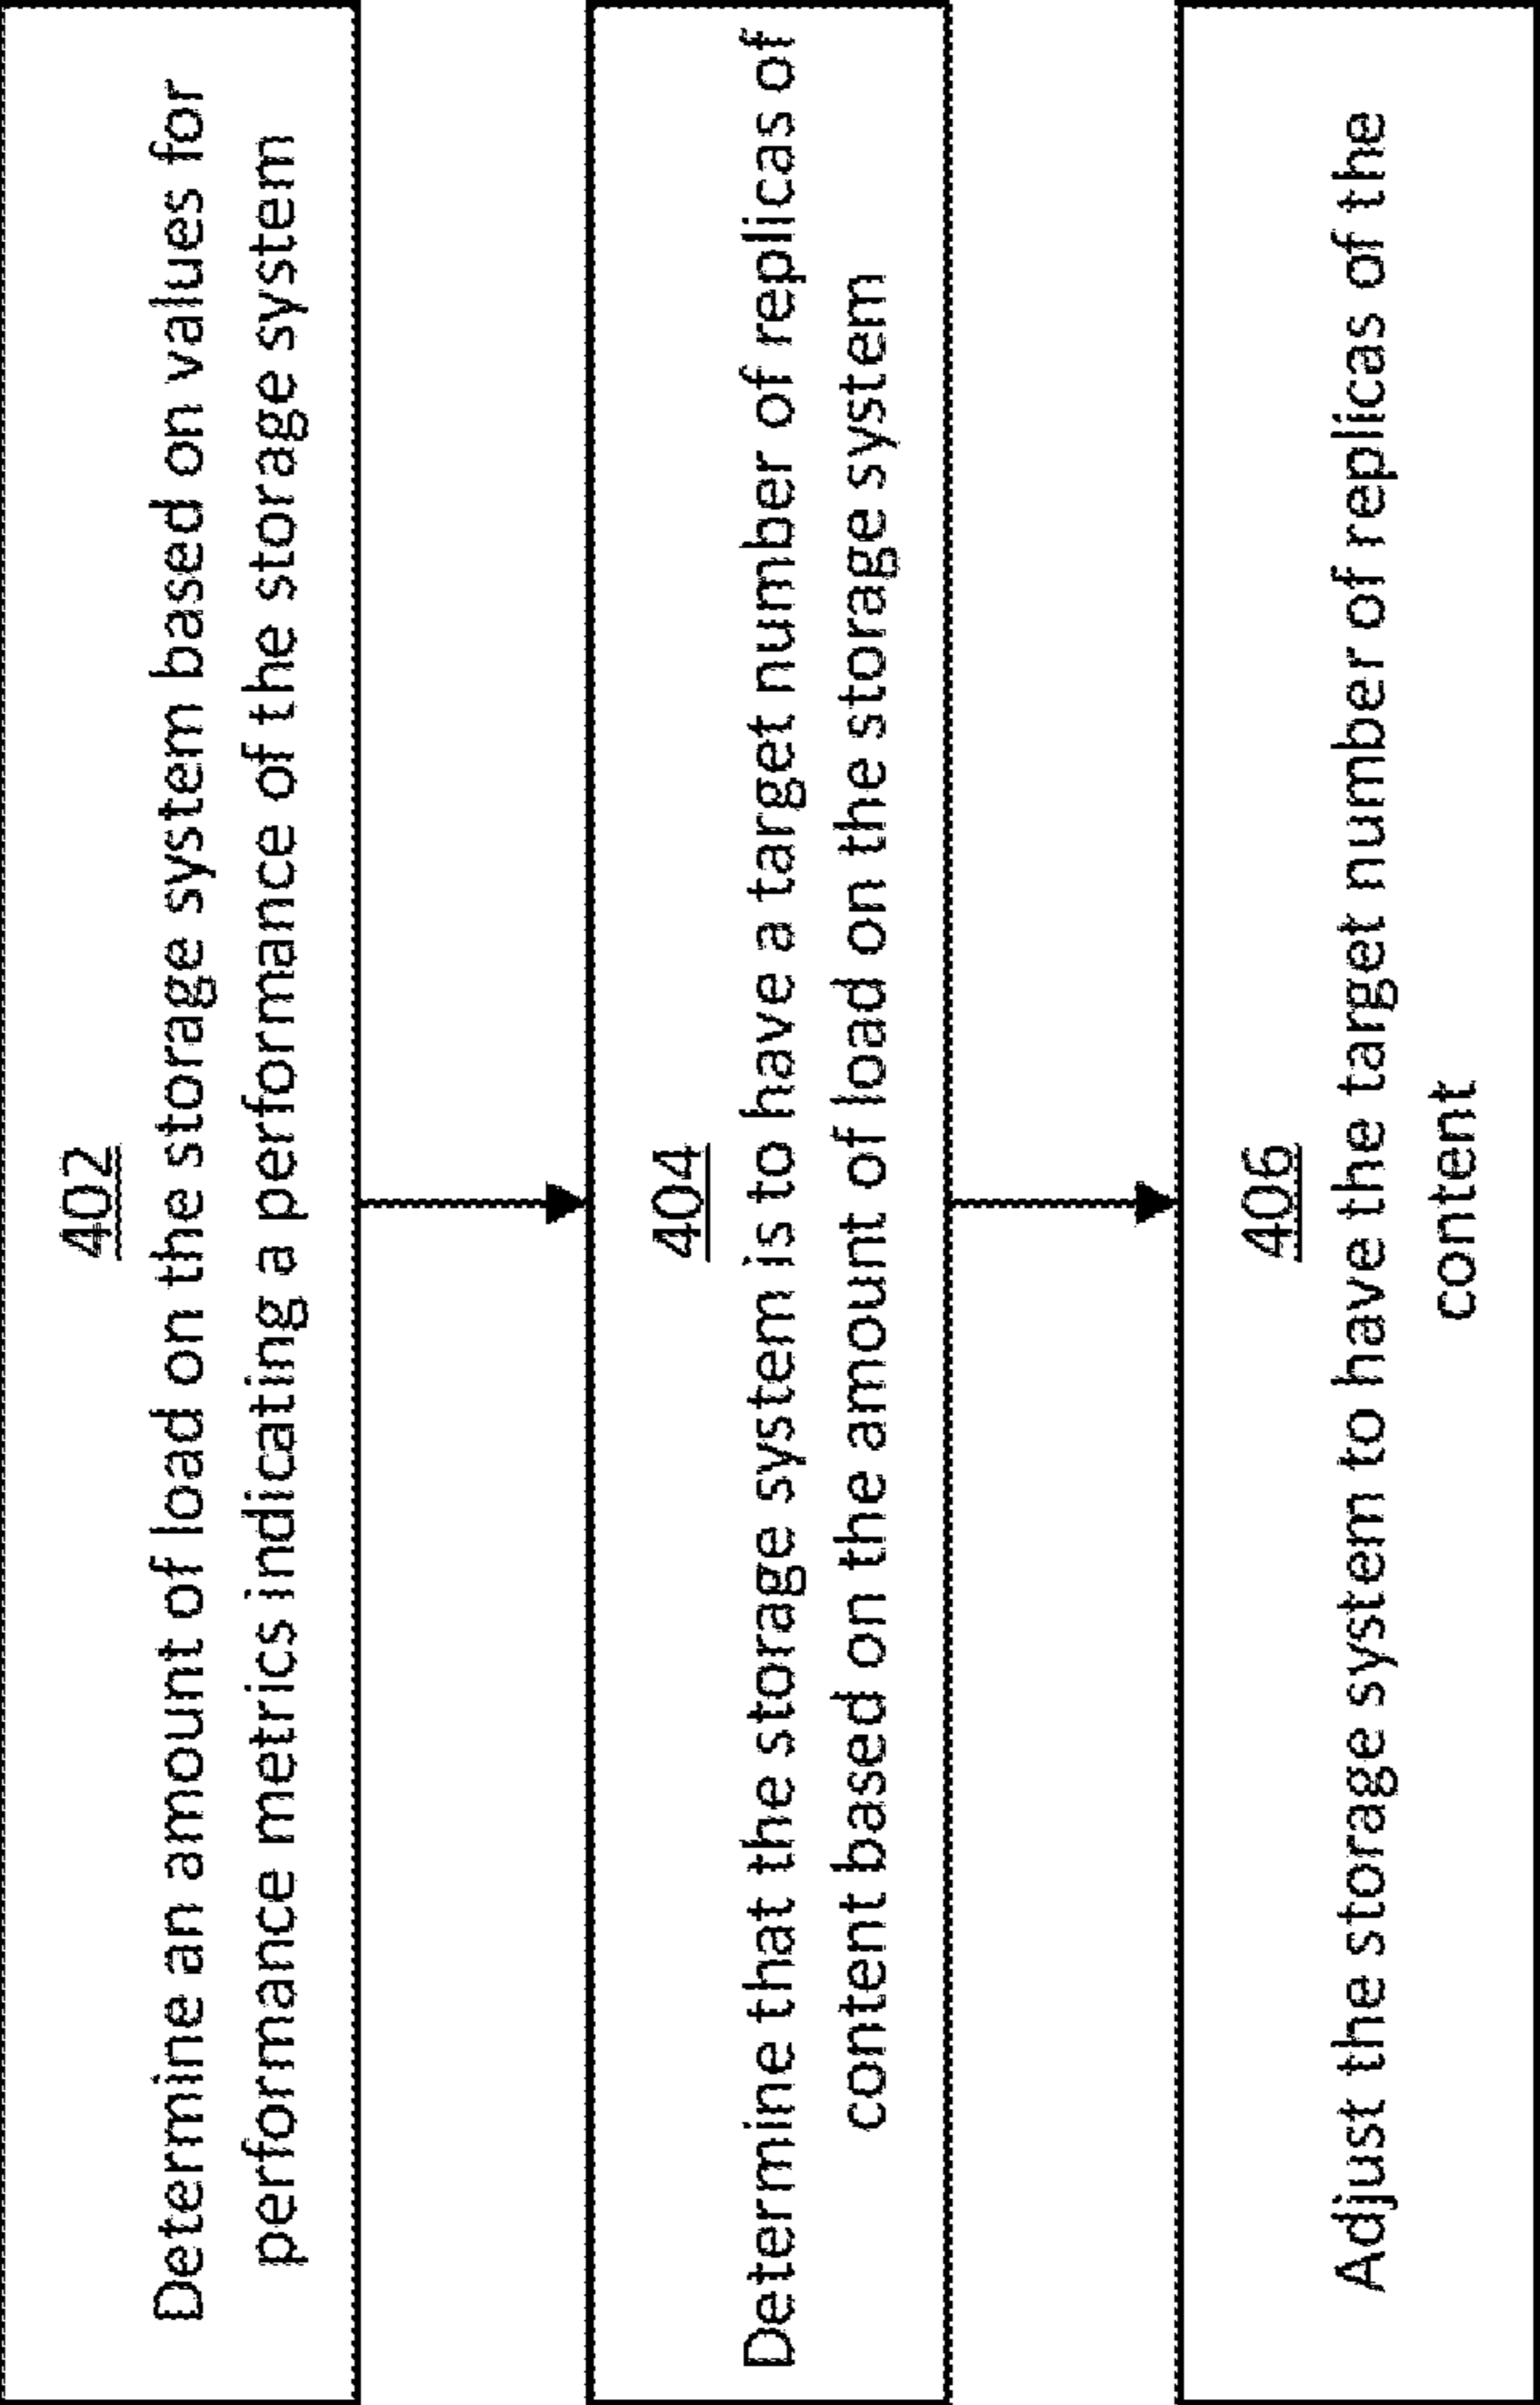 402
Determine an amount of load on the storage system based on values for
performance metrics indicating a performance of the storage system
404
Determine that the storage system is to have a target number of replicas of
content based on the amount of load on the storage system
406
Adjust the storage system to have the target number of replicas of the
content